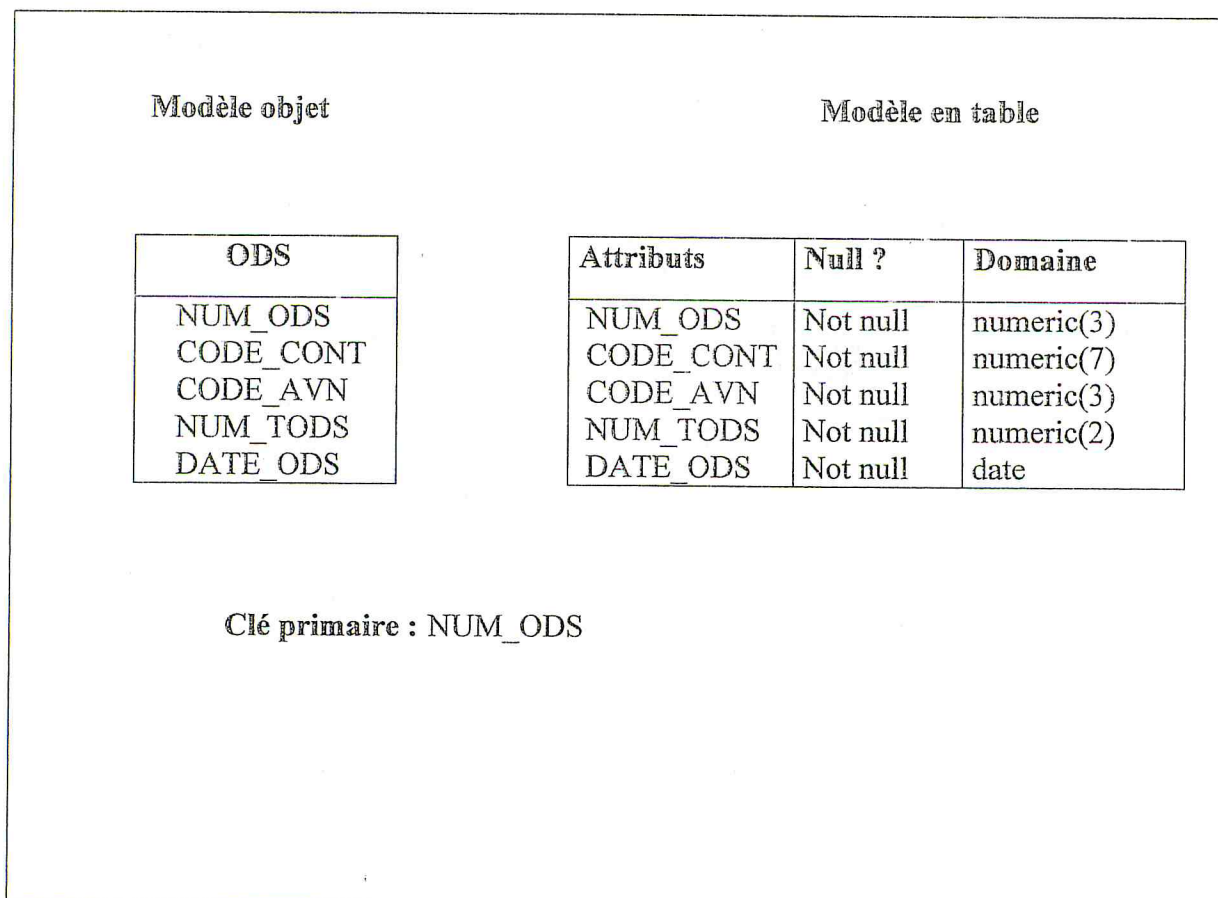 Modèle objet
Modèle en table
ODS
NUM_ODS
CODE_CONT
CODE_AVN
NUM_TODS
DATE_ODS
Attributs Null ? Domaine
NUM_ODS Not null numeric(3)
CODE_CONT Not null numeric(7)
CODE_AVN Not null numeric(3)
NUM_TODS Not null numeric(2)
DATE_ODS Not null date
Clé primaire : NUM_ODS